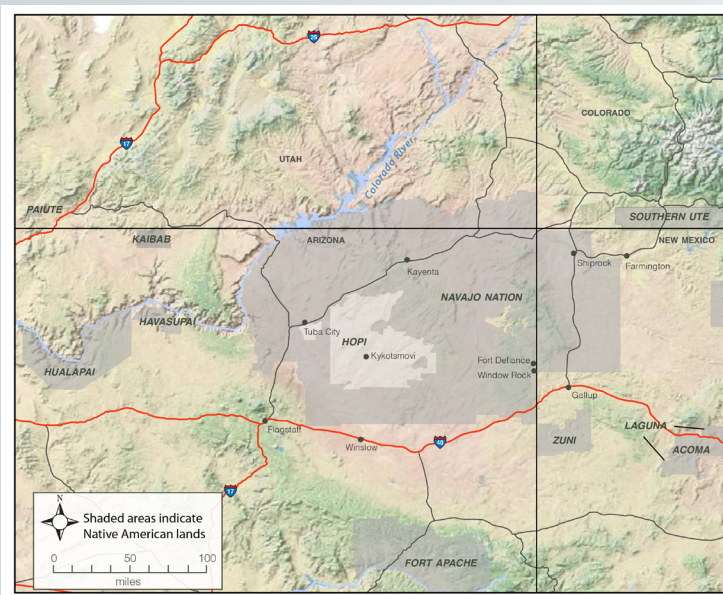 25
COLORADO
17
UTAH
Colorado River
PAIUTE
SOUTHERN UTE
KAIBAB
ARIZONA
NEW MEXICO
Kayenta
Shiprock
Farmington
NAVAJO NATION
HAVASUPAI
Tuba City
HOPI
Kykotsmovi
Fort Defiance
HUALAPAI
Window Rock
Gallup
Flagstaff
LAGUNA
Winslow
40
ZUNI
ACOMA
17
N
Shaded areas indicate
Native American lands
0 50 100
miles
FORT APACHE